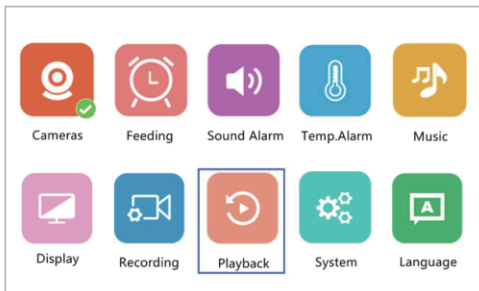 Cameras Feeding Sound Alarm Temp.Alarm Music
A
Display Recording Playback System Language